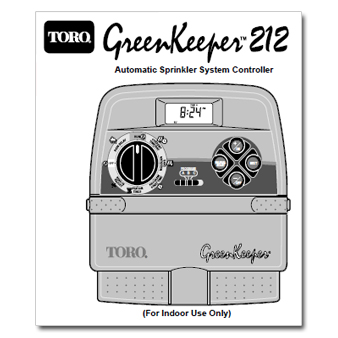 TORO®
GreenKeeper™ 212
Automatic Sprinkler System Controller
8:24
TORO®
GreenKeeper®
(For Indoor Use Only)